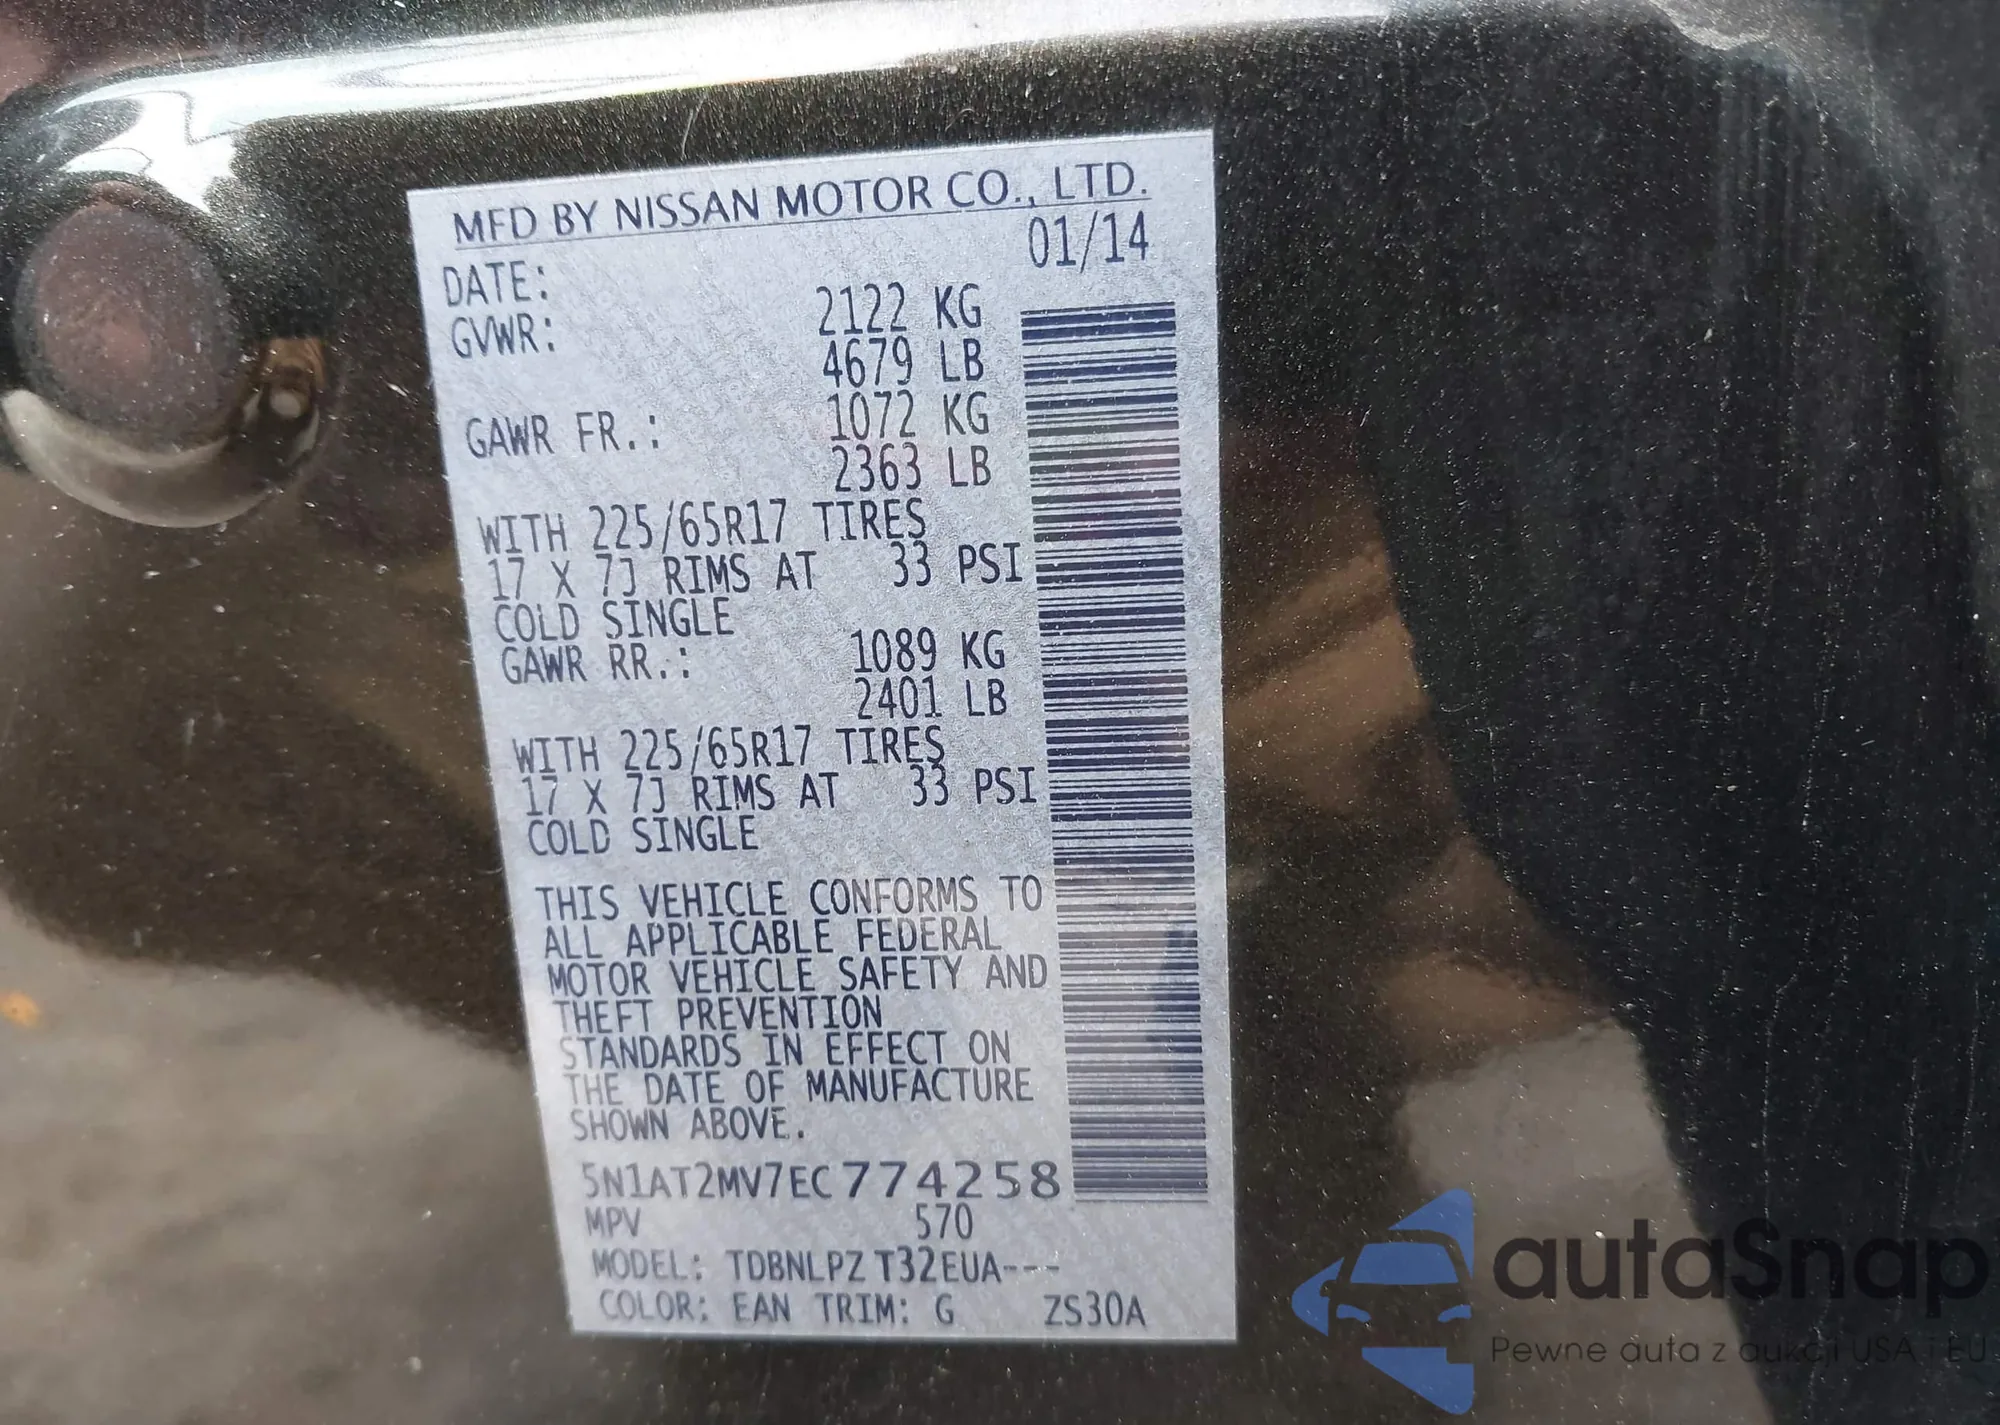 MFD BY NISSAN MOTOR CO., LTD.
DATE: 01/14
GVWR: 2122 KG
4679 LB
GAWR FR.: 1072 KG
2363 LB
WITH 225/65R17 TIRES
17 X 7J RIMS AT 33 PSI
COLD SINGLE
GAWR RR.: 1089 KG
2401 LB
WITH 225/65R17 TIRES
17 X 7J RIMS AT 33 PSI
COLD SINGLE
THIS VEHICLE CONFORMS TO
ALL APPLICABLE FEDERAL
MOTOR VEHICLE SAFETY AND
THEFT PREVENTION
STANDARDS IN EFFECT ON
THE DATE OF MANUFACTURE
SHOWN ABOVE.
5N1AT2MV7EC774258
MPV 570
MODEL: TDBNLPZ T32EUA---
COLOR: EAN TRIM: G ZS30A
autaSnap
Pewne auta z aukcji USA i EU